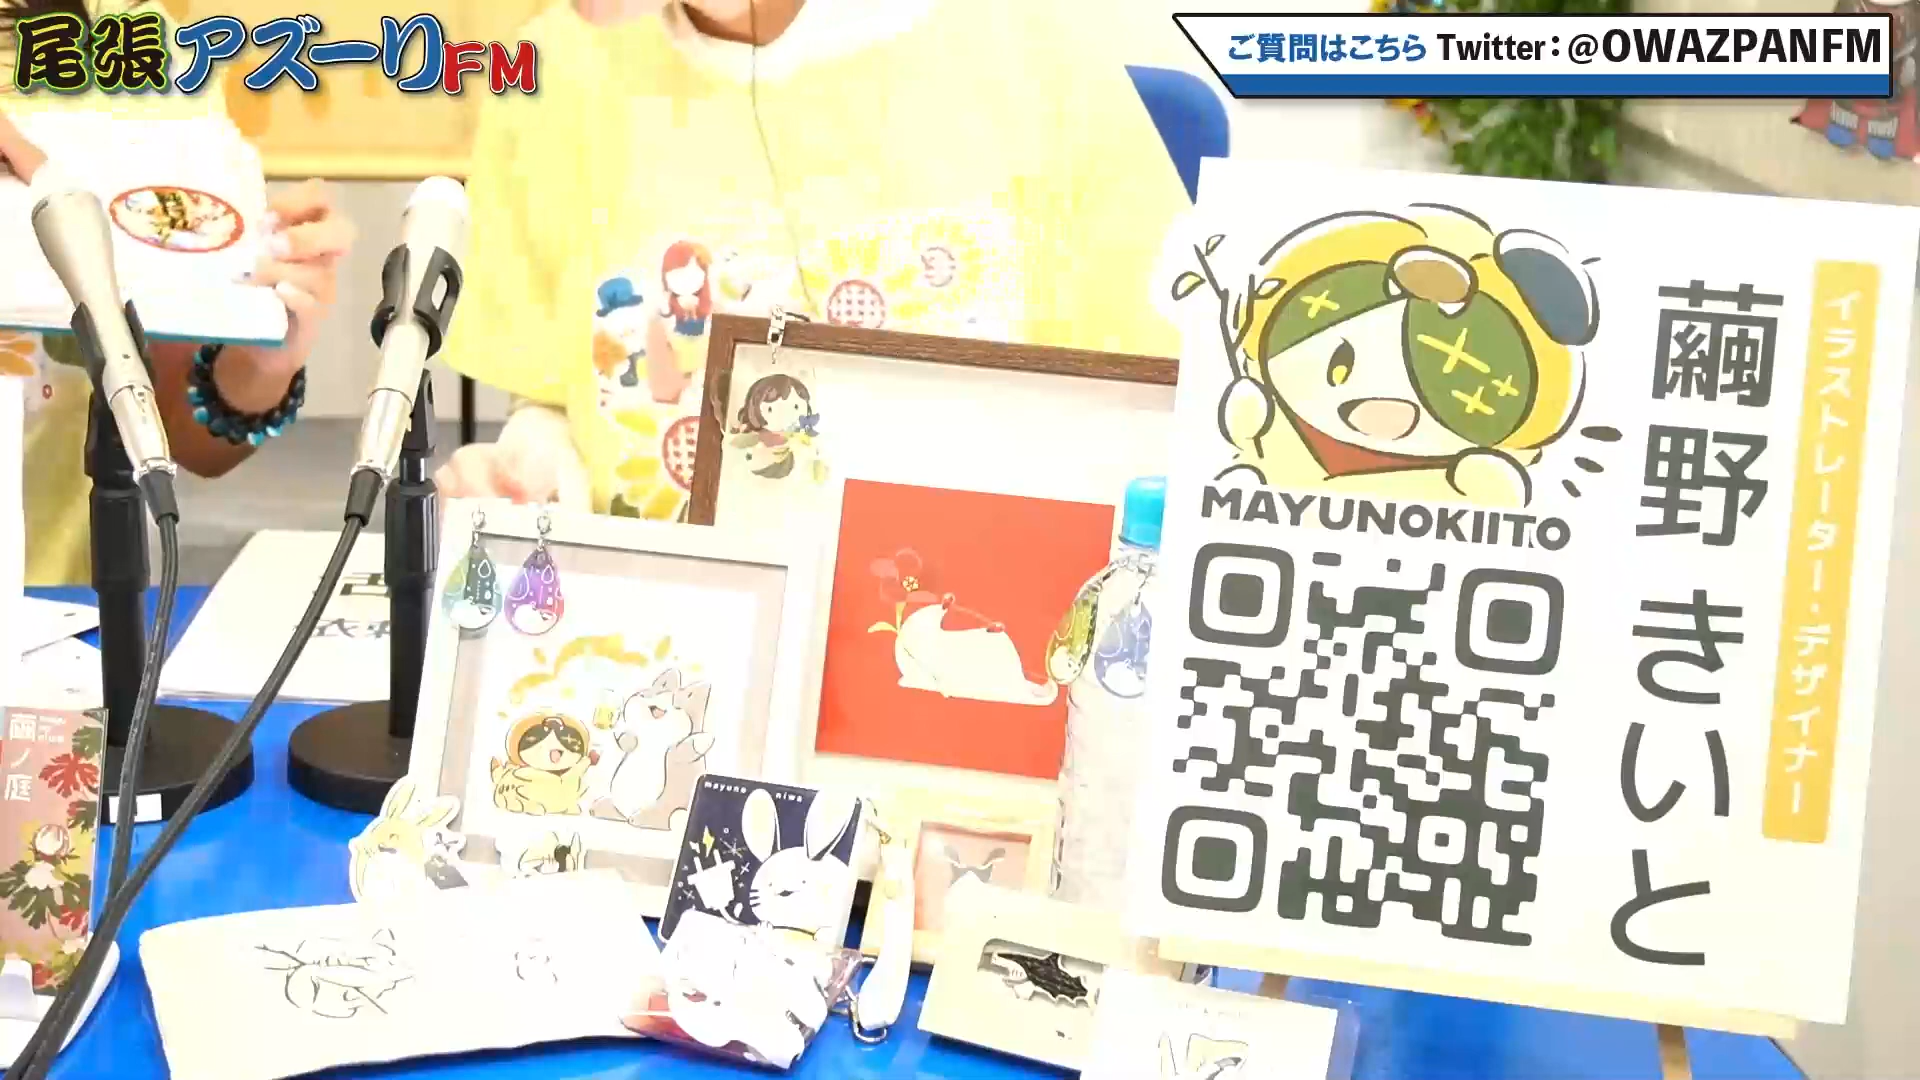 尾張アズーリFM
ご質問はこちら Twitter：@OWAZPANFM
イラストレーター・デザイナー
繭野きいと
MAYUNOKIITO
繭ノ庭
mayuno niwa